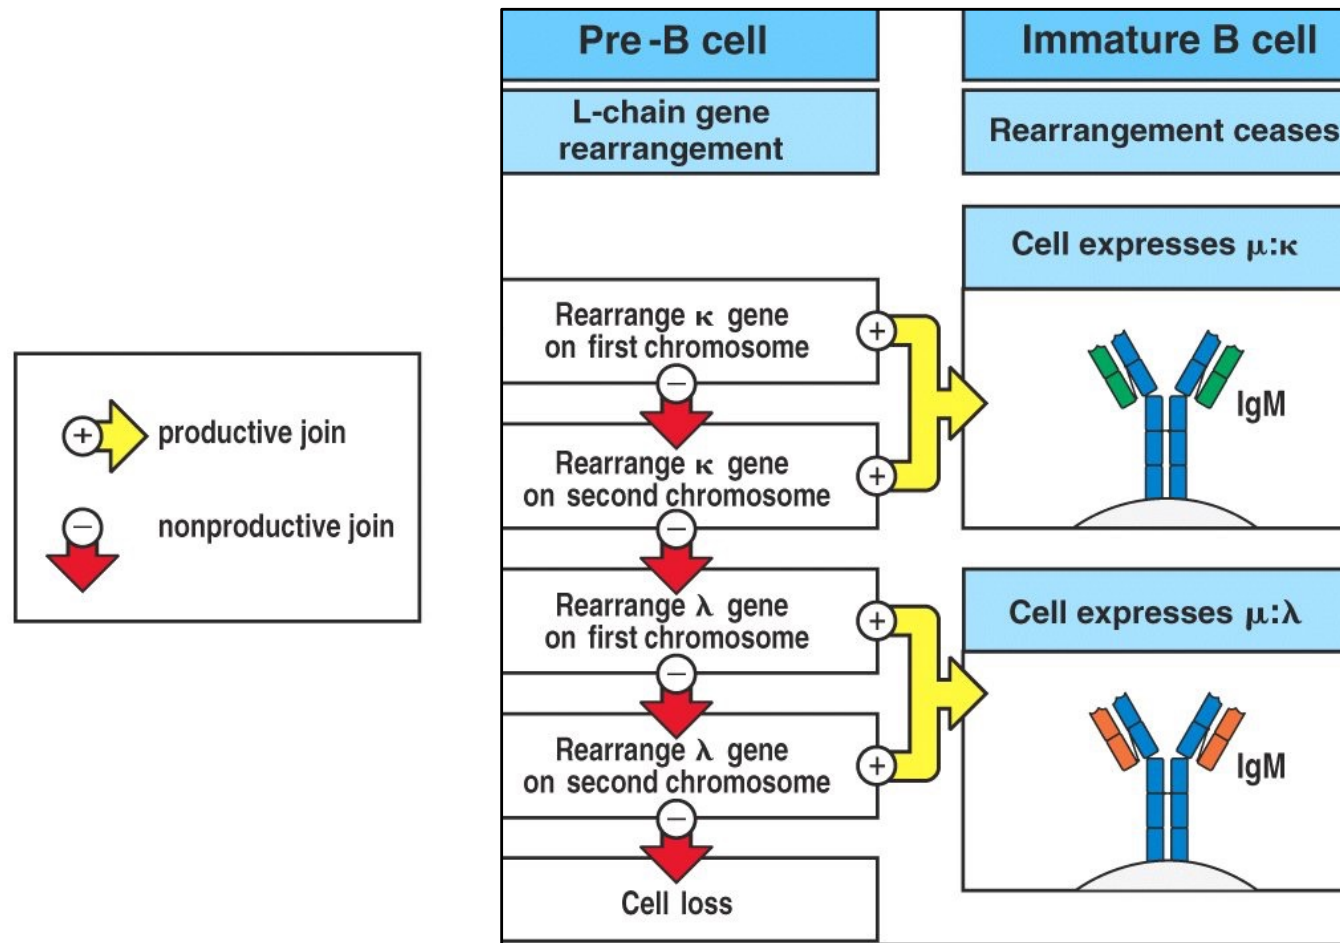 Pre-B cell
Immature B cell
L-chain gene
rearrangement
Rearrangement ceases
Cell expresses μ:κ
Rearrange κ gene
on first chromosome
+
−
IgM
Rearrange κ gene
on second chromosome
+
−
+
productive join
−
nonproductive join
Rearrange λ gene
on first chromosome
+
−
Cell expresses μ:λ
Rearrange λ gene
on second chromosome
+
−
IgM
Cell loss